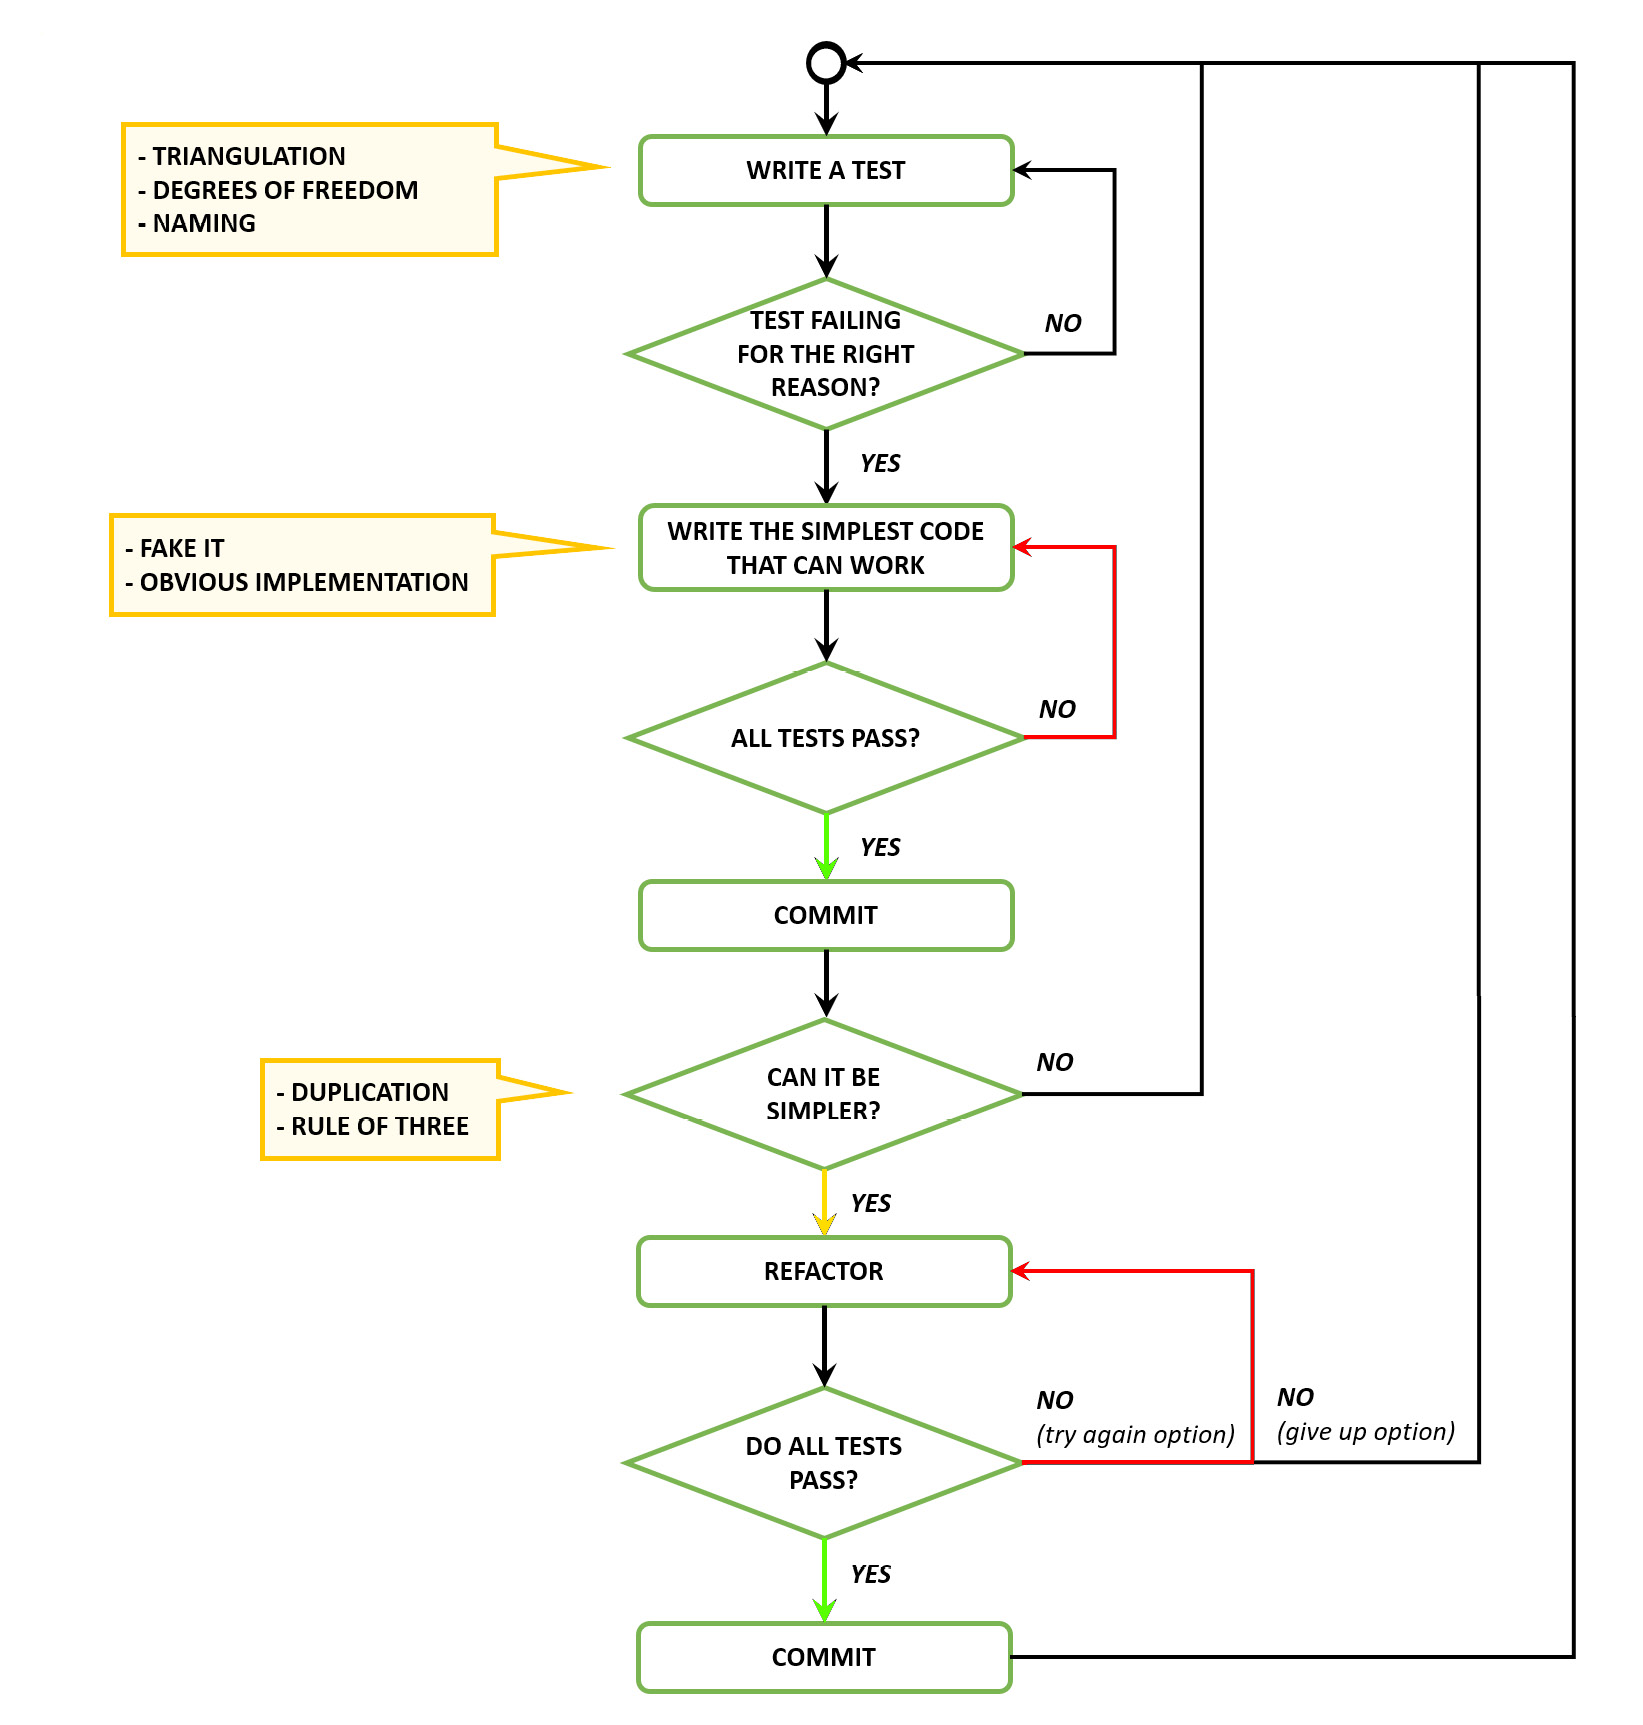 WRITE A TEST
- TRIANGULATION
- DEGREES OF FREEDOM
- NAMING
TEST FAILING
FOR THE RIGHT
REASON?
NO
YES
WRITE THE SIMPLEST CODE
THAT CAN WORK
- FAKE IT
- OBVIOUS IMPLEMENTATION
ALL TESTS PASS?
NO
YES
COMMIT
CAN IT BE
SIMPLER?
NO
- DUPLICATION
- RULE OF THREE
YES
REFACTOR
DO ALL TESTS
PASS?
NO
(try again option)
NO
(give up option)
YES
COMMIT